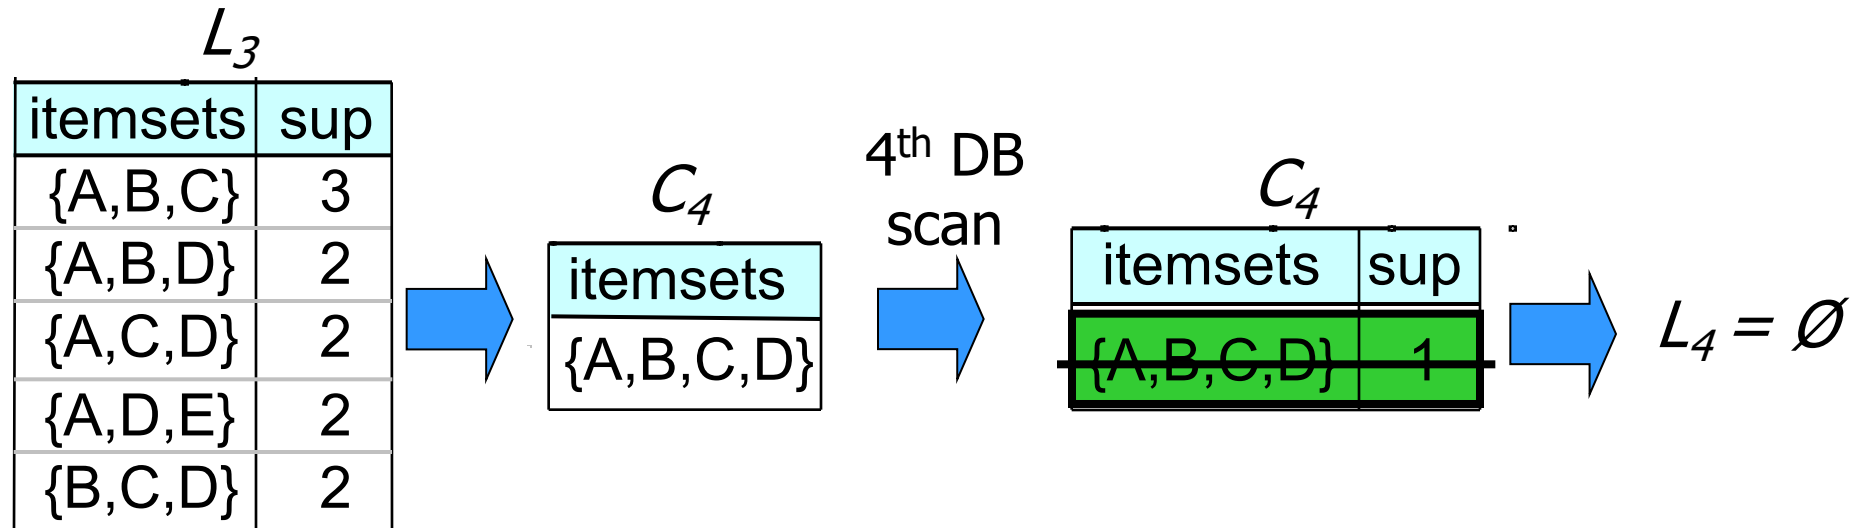 L3
itemsets sup
{A,B,C} 3
{A,B,D} 2
{A,C,D} 2
{A,D,E} 2
{B,C,D} 2
C4
itemsets
{A,B,C,D}
4th DB
scan
C4
itemsets sup
{A,B,C,D} 1
L4 = Ø